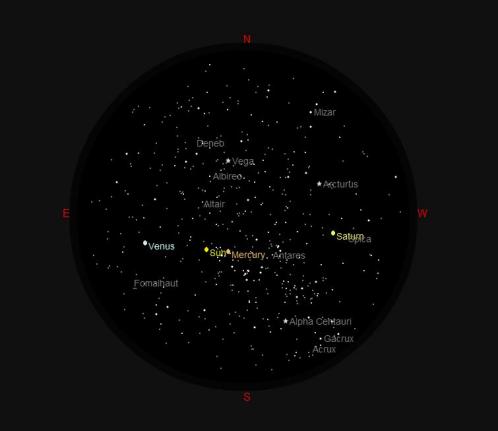 N
Mizar
Deneb
Vega
Albireo
Arcturus
Altair
E
W
Saturn
Spica
Venus
Sun
Mercury
Antares
Fomalhaut
Alpha Centauri
Gacrux
Acrux
S